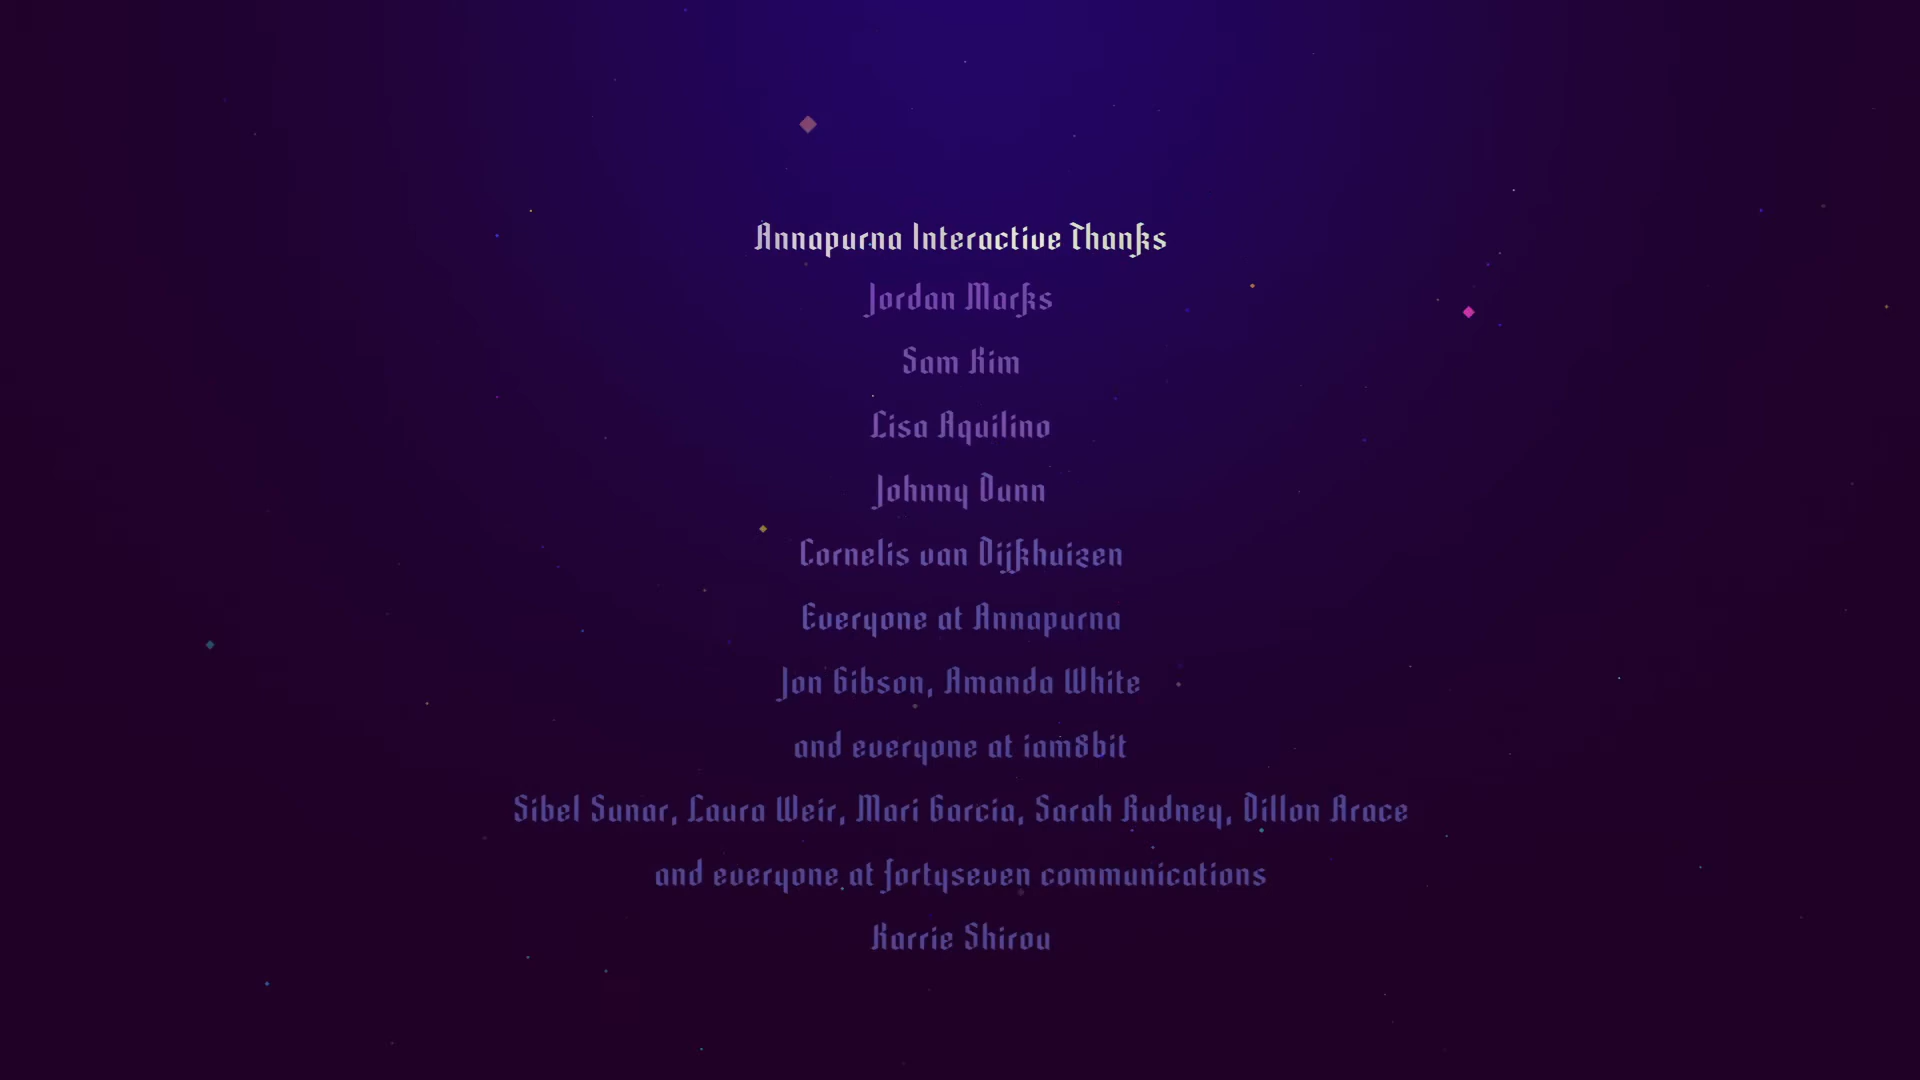 Annapurna Interactive Thanks
Jordan Marks
Sam Kim
Lisa Aquilino
Johnny Dunn
Cornelis van Dijkhuizen
Everyone at Annapurna
Jon Gibson, Amanda White
and everyone at iam8bit
Sibel Sunar, Laura Weir, Mari Garcia, Sarah Rudney, Dillon Arace
and everyone at fortyseven communications
Karrie Shirou